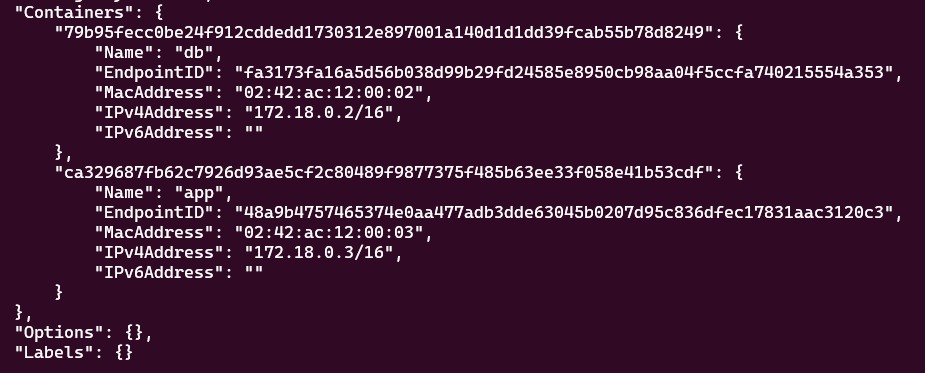 "Containers": {
"79b95fecc0be24f912cddedd1730312e897001a140d1d1dd39fcab55b78d8249": {
"Name": "db",
"EndpointID": "fa3173fa16a5d56b038d99b29fd24585e8950cb98aa04f5ccfa740215554a353",
"MacAddress": "02:42:ac:12:00:02",
"IPv4Address": "172.18.0.2/16",
"IPv6Address": ""
},
"ca329687fb62c7926d93ae5cf2c80489f9877375f485b63ee33f058e41b53cdf": {
"Name": "app",
"EndpointID": "48a9b4757465374e0aa477adb3dde63045b0207d95c836dfec17831aac3120c3",
"MacAddress": "02:42:ac:12:00:03",
"IPv4Address": "172.18.0.3/16",
"IPv6Address": ""
}
},
"Options": {},
"Labels": {}